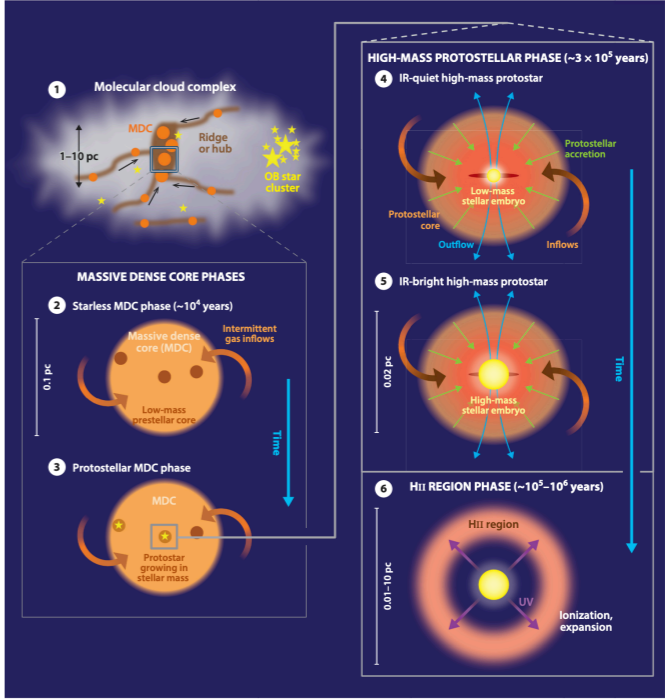 1
Molecular cloud complex
MDC
Ridge
or hub
1–10 pc
OB star
cluster
MASSIVE DENSE CORE PHASES
2 Starless MDC phase (~10⁴ years)
Massive dense
core (MDC)
Intermittent
gas inflows
0.1 pc
Low-mass
prestellar core
Time
3 Protostellar MDC phase
MDC
Protostar
growing in
stellar mass
HIGH-MASS PROTOSTELLAR PHASE (~3 × 10⁵ years)
4 IR-quiet high-mass protostar
Protostellar
accretion
Low-mass
stellar embryo
Protostellar
core
Outflow
Inflows
5 IR-bright high-mass protostar
0.02 pc
High-mass
stellar embryo
Time
6 HII REGION PHASE (~10⁵–10⁶ years)
HII region
0.01–10 pc
UV
Ionization,
expansion